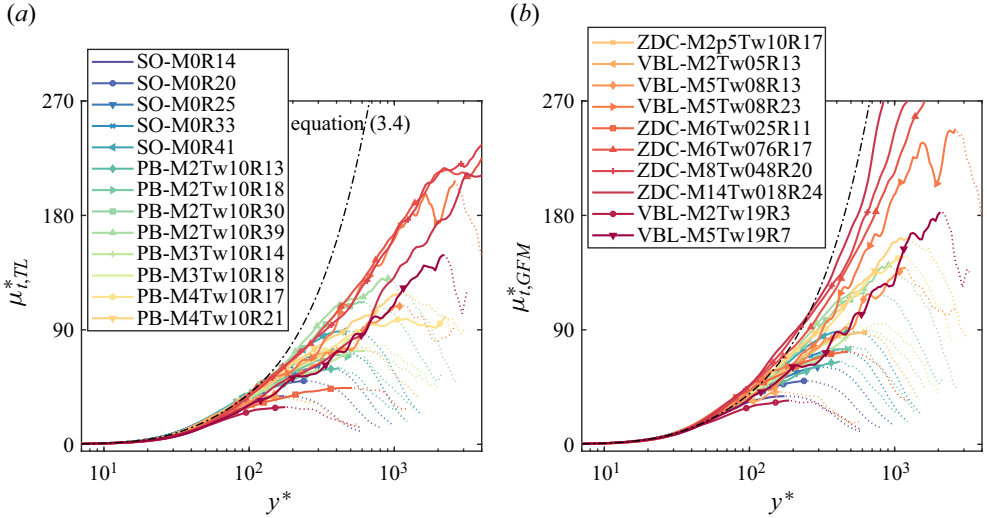 (a)
SO-M0R14
SO-M0R20
SO-M0R25
SO-M0R33
SO-M0R41
PB-M2Tw10R13
PB-M2Tw10R18
PB-M2Tw10R30
PB-M2Tw10R39
PB-M3Tw10R14
PB-M3Tw10R18
PB-M4Tw10R17
PB-M4Tw10R21
equation (3.4)
270
180
90
0
μ*t,TL
10¹
10²
10³
y*
(b)
ZDC-M2p5Tw10R17
VBL-M2Tw05R13
VBL-M5Tw08R13
VBL-M5Tw08R23
ZDC-M6Tw025R11
ZDC-M6Tw076R17
ZDC-M8Tw048R20
ZDC-M14Tw018R24
VBL-M2Tw19R3
VBL-M5Tw19R7
270
180
90
0
μ*t,GFM
10¹
10²
10³
y*